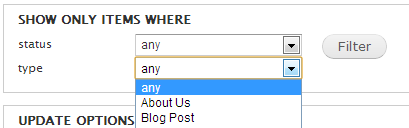 SHOW ONLY ITEMS WHERE
status any Filter
type any
any
About Us
Blog Post
UPDATE OPTIONS